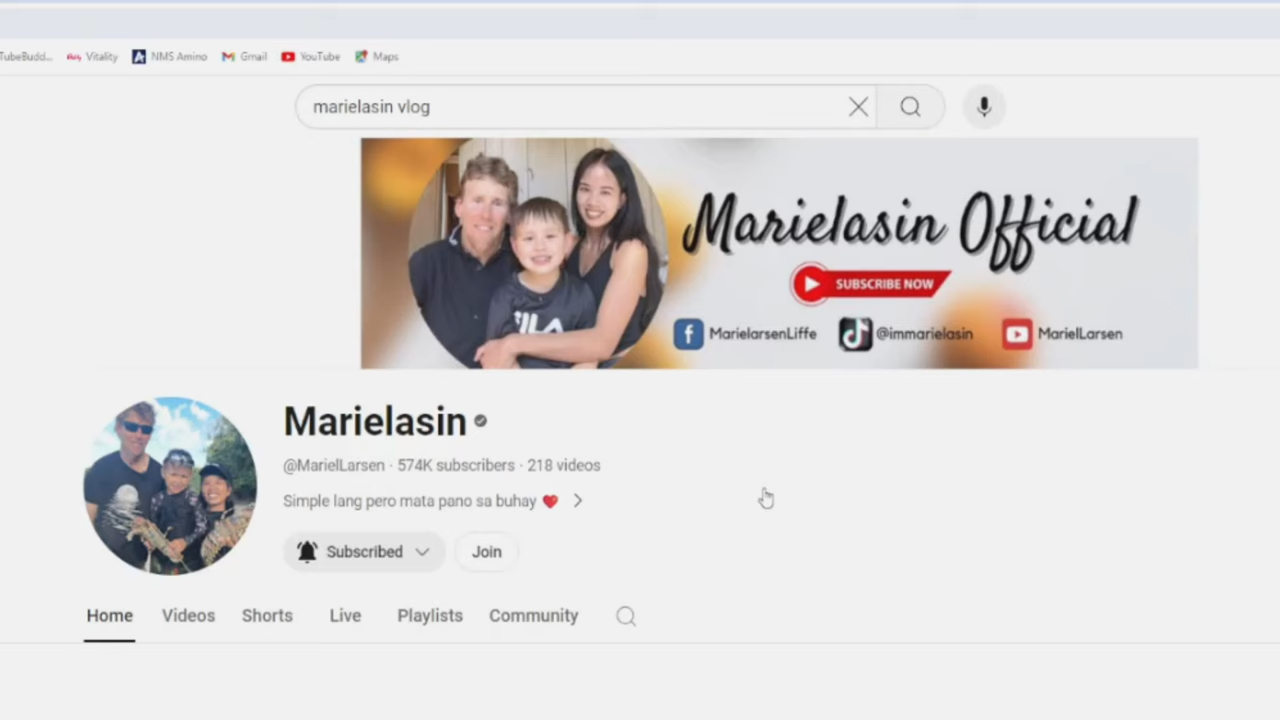 TubeBudd... Vitality NMS Amino Gmail YouTube Maps
marielasin vlog
Marielasin Official
SUBSCRIBE NOW
MarielarsenLiffe @immarielasin MarielLarsen
FILA
Marielasin
@MarielLarsen · 574K subscribers · 218 videos
Simple lang pero mata pano sa buhay ❤️
Subscribed Join
Home Videos Shorts Live Playlists Community